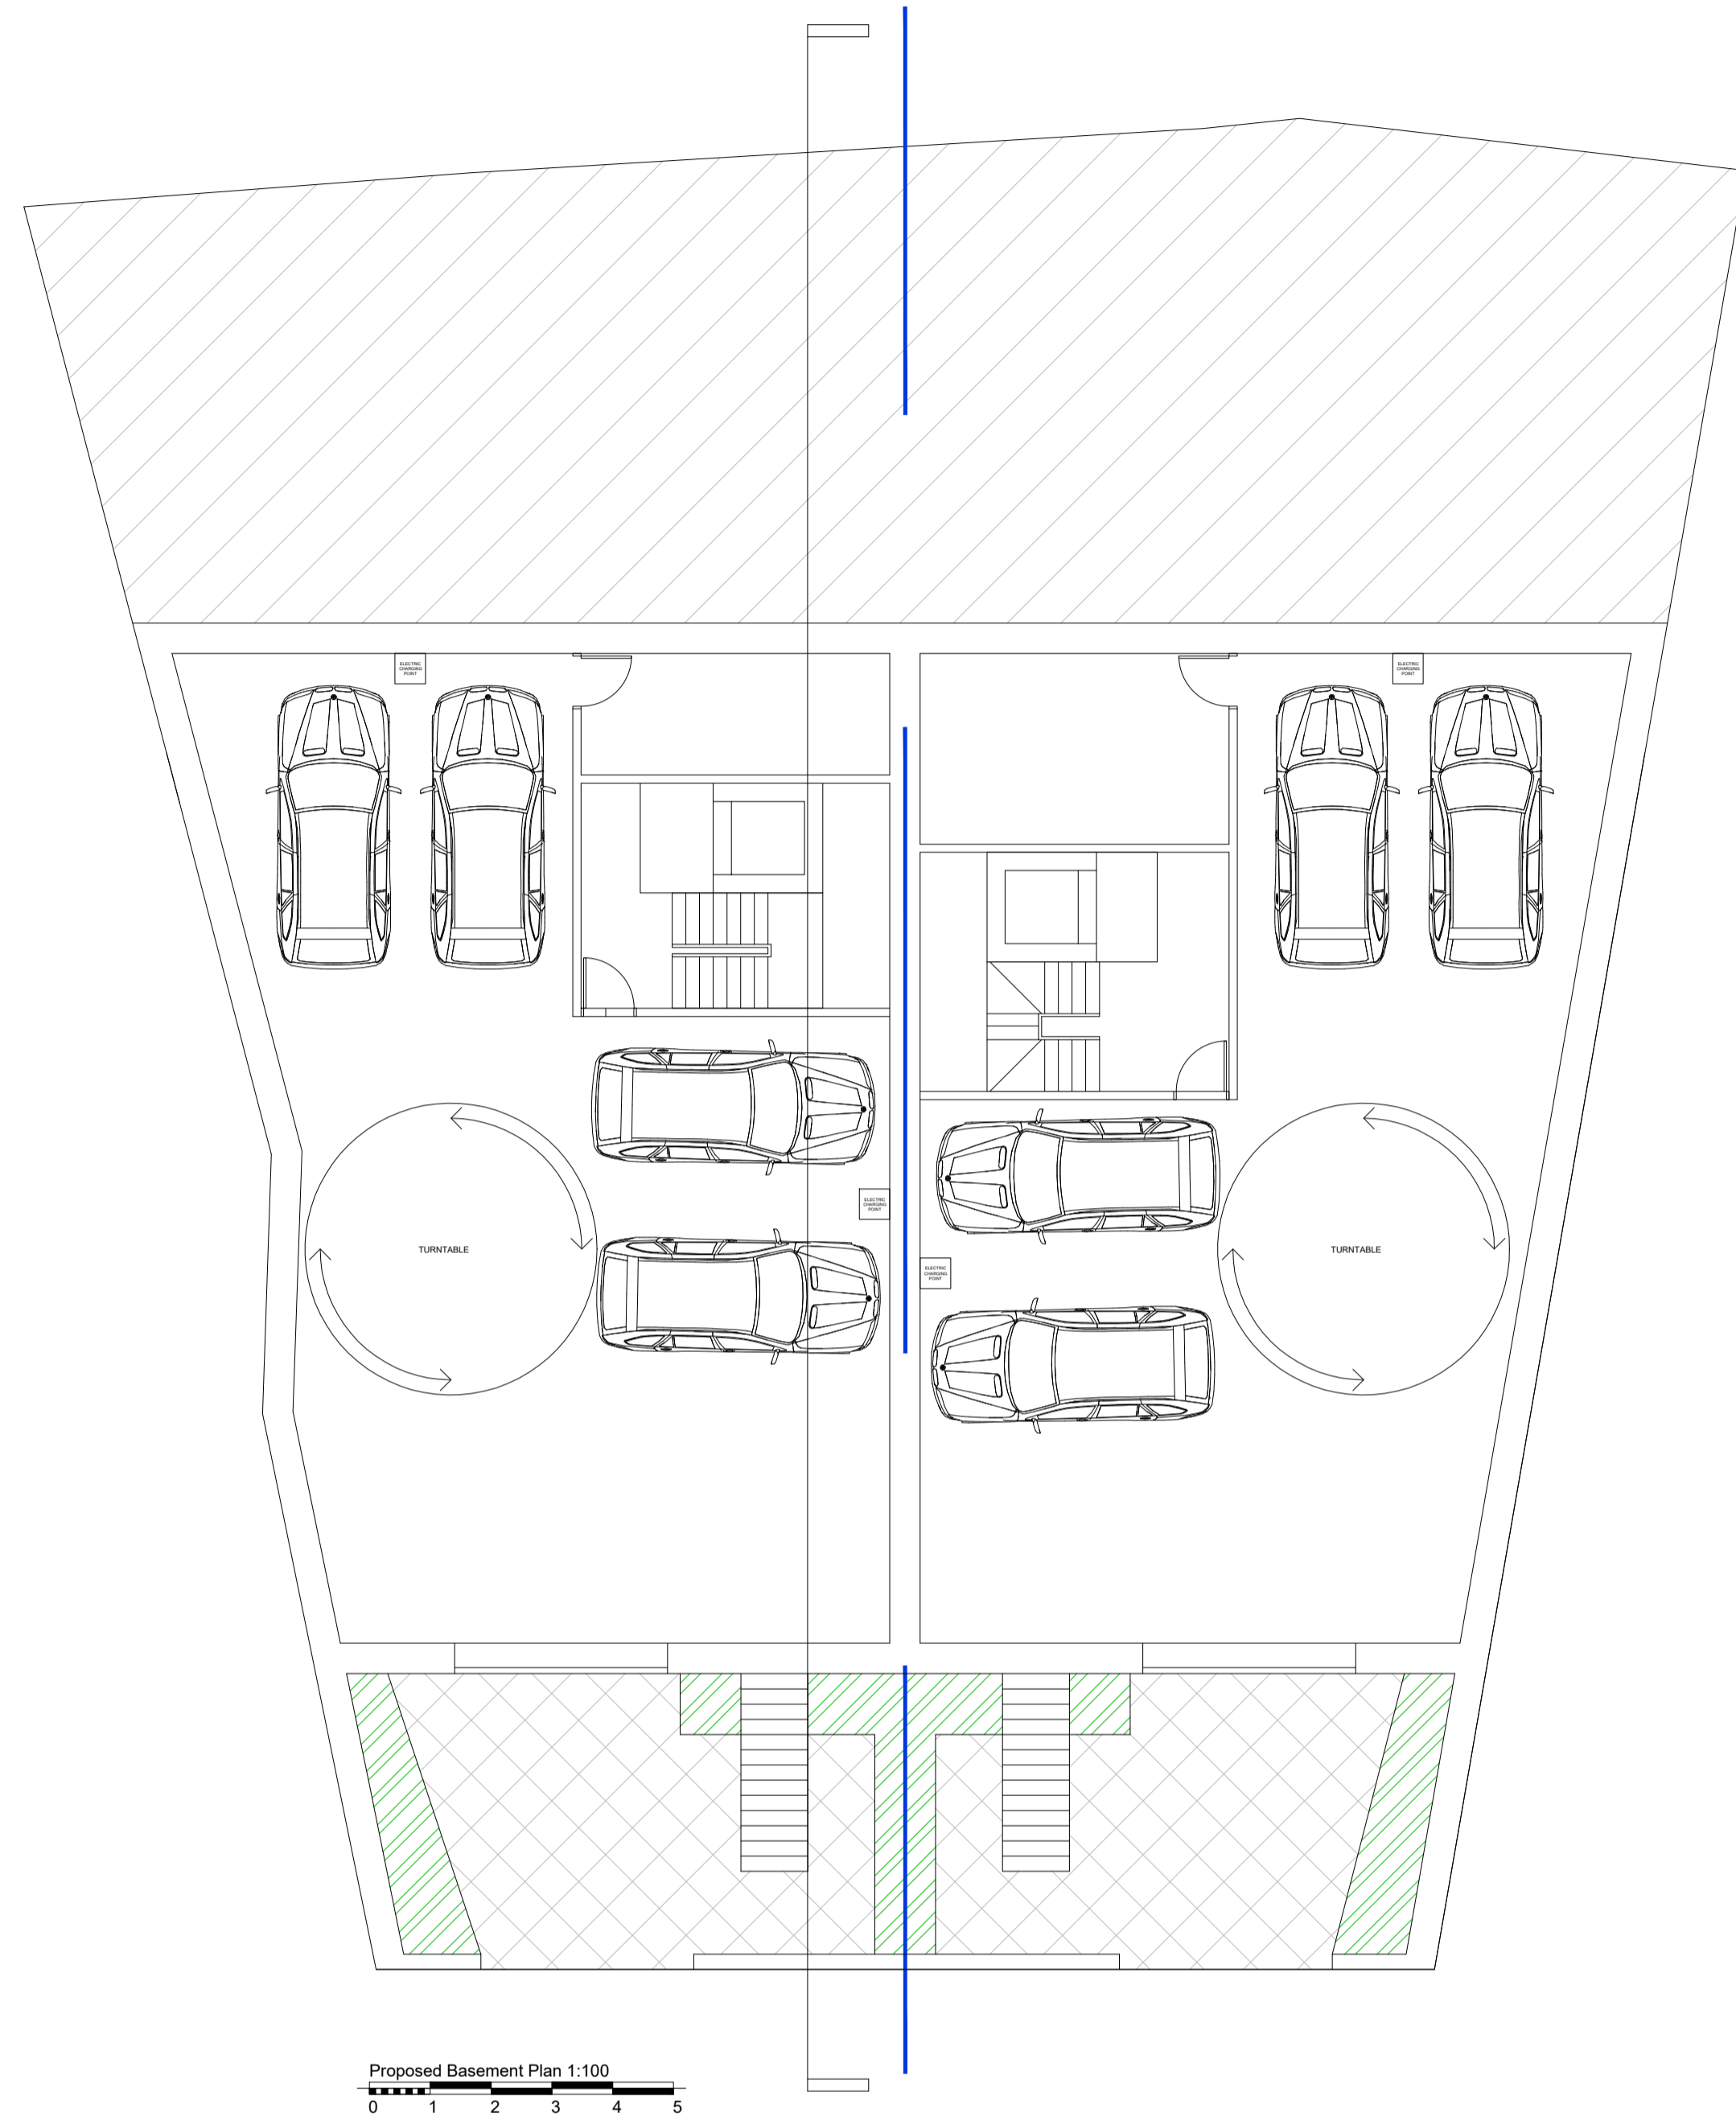 ELECTRIC
CHARGING
POINT
ELECTRIC
CHARGING
POINT
ELECTRIC
CHARGING
POINT
TURNTABLE
TURNTABLE
ELECTRIC
CHARGING
POINT
Proposed Basement Plan 1:100
0 1 2 3 4 5